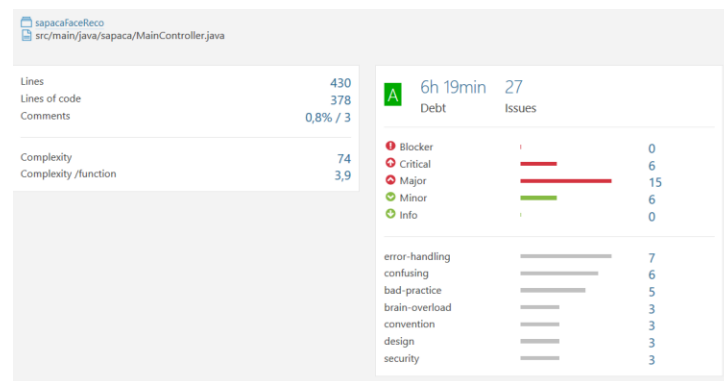 sapacaFaceReco
src/main/java/sapaca/MainController.java
Lines 430
Lines of code 378
Comments 0,8% / 3
Complexity 74
Complexity /function 3,9
A 6h 19min 27
Debt Issues
Blocker 0
Critical 6
Major 15
Minor 6
Info 0
error-handling 7
confusing 6
bad-practice 5
brain-overload 3
convention 3
design 3
security 3